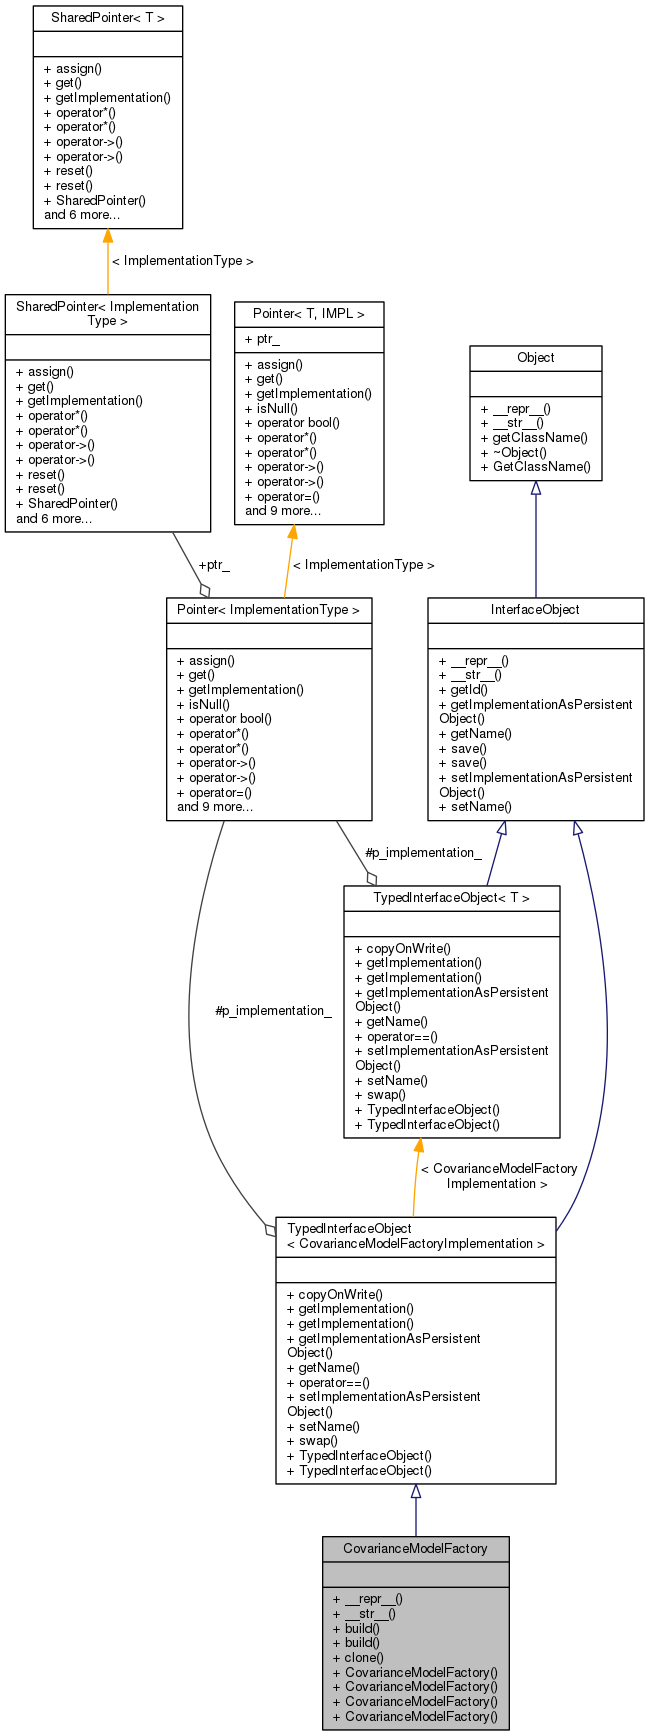 SharedPointer< T >
+ assign()
+ get()
+ getImplementation()
+ operator*()
+ operator*()
+ operator->()
+ operator->()
+ reset()
+ reset()
+ SharedPointer()
and 6 more...
< ImplementationType >
SharedPointer< Implementation
Type >
+ assign()
+ get()
+ getImplementation()
+ operator*()
+ operator*()
+ operator->()
+ operator->()
+ reset()
+ reset()
+ SharedPointer()
and 6 more...
Pointer< T, IMPL >
+ ptr_
+ assign()
+ get()
+ getImplementation()
+ isNull()
+ operator bool()
+ operator*()
+ operator*()
+ operator->()
+ operator->()
+ operator=()
and 9 more...
Object
+ __repr__()
+ __str__()
+ getClassName()
+ ~Object()
+ GetClassName()
+ptr_
< ImplementationType >
Pointer< ImplementationType >
+ assign()
+ get()
+ getImplementation()
+ isNull()
+ operator bool()
+ operator*()
+ operator*()
+ operator->()
+ operator->()
+ operator=()
and 9 more...
InterfaceObject
+ __repr__()
+ __str__()
+ getId()
+ getImplementationAsPersistent
Object()
+ getName()
+ save()
+ save()
+ setImplementationAsPersistent
Object()
+ setName()
#p_implementation_
TypedInterfaceObject< T >
+ copyOnWrite()
+ getImplementation()
+ getImplementation()
+ getImplementationAsPersistent
Object()
+ getName()
+ operator==()
+ setImplementationAsPersistent
Object()
+ setName()
+ swap()
+ TypedInterfaceObject()
+ TypedInterfaceObject()
#p_implementation_
< CovarianceModelFactory
Implementation >
TypedInterfaceObject
< CovarianceModelFactoryImplementation >
+ copyOnWrite()
+ getImplementation()
+ getImplementation()
+ getImplementationAsPersistent
Object()
+ getName()
+ operator==()
+ setImplementationAsPersistent
Object()
+ setName()
+ swap()
+ TypedInterfaceObject()
+ TypedInterfaceObject()
CovarianceModelFactory
+ __repr__()
+ __str__()
+ build()
+ build()
+ clone()
+ CovarianceModelFactory()
+ CovarianceModelFactory()
+ CovarianceModelFactory()
+ CovarianceModelFactory()